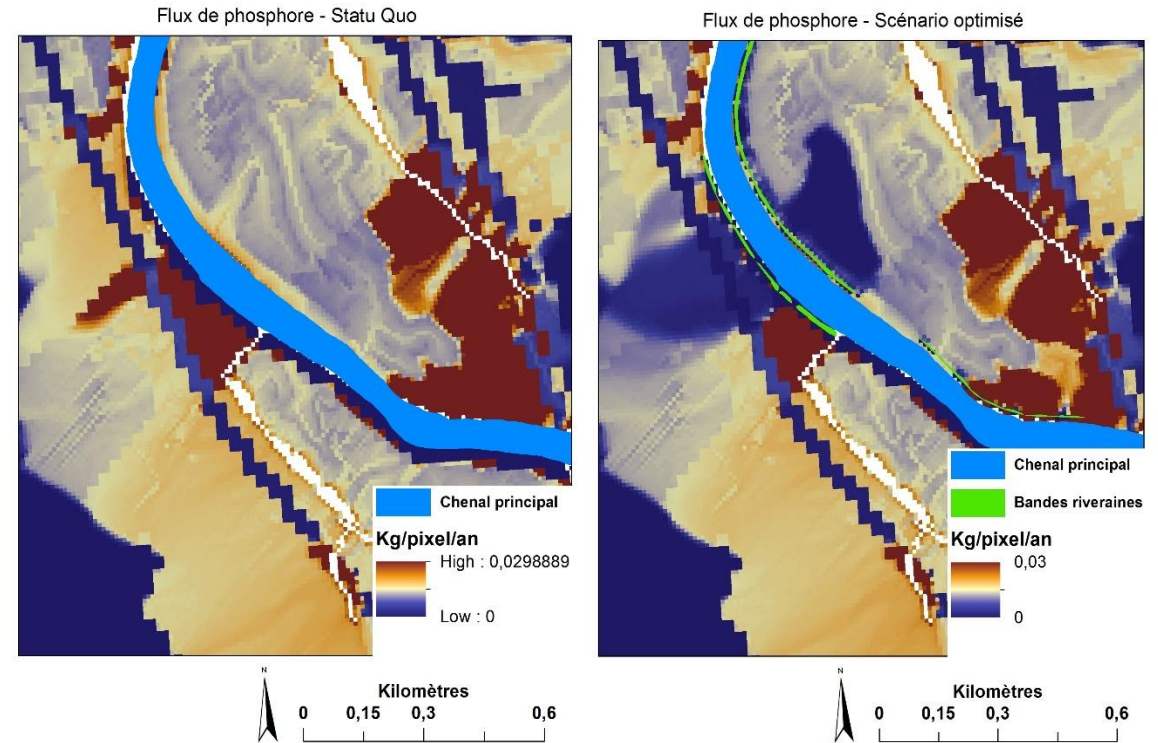 Flux de phosphore - Statu Quo
Chenal principal
Kg/pixel/an
High : 0,0298889
Low : 0
N
Kilomètres
0 0,15 0,3 0,6
Flux de phosphore - Scénario optimisé
Chenal principal
Bandes riveraines
Kg/pixel/an
0,03
0
N
Kilomètres
0 0,15 0,3 0,6